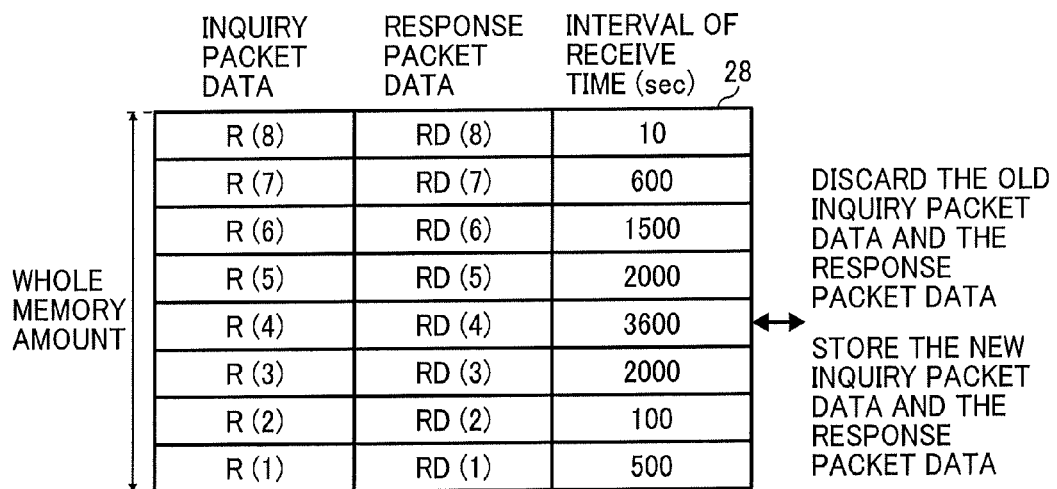 INQUIRY PACKET DATA
RESPONSE PACKET DATA
INTERVAL OF RECEIVE TIME (sec)
28
R (8) RD (8) 10
R (7) RD (7) 600
R (6) RD (6) 1500
R (5) RD (5) 2000
R (4) RD (4) 3600
R (3) RD (3) 2000
R (2) RD (2) 100
R (1) RD (1) 500
WHOLE
MEMORY
AMOUNT
DISCARD THE OLD
INQUIRY PACKET
DATA AND THE
RESPONSE
PACKET DATA
STORE THE NEW
INQUIRY PACKET
DATA AND THE
RESPONSE
PACKET DATA